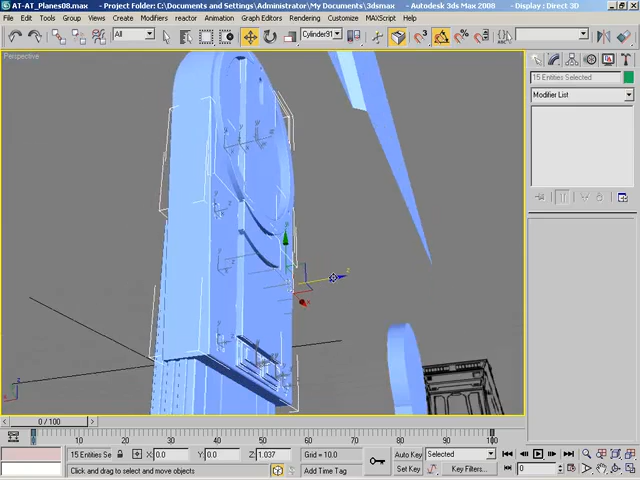 AT-AT_Planes08.max - Project Folder: C:\Documents and Settings\Administrator\My Documents\3dsmax - Autodesk 3ds Max 2008 - Display : Direct 3D
File Edit Tools Group Views Create Modifiers reactor Animation Graph Editors Rendering Customize MAXScript Help
All Cylinder91 3
Perspective
15 Entities Selected
Modifier List
0 / 100
0 10 20 30 40 50 60 70 80 90 100
15 Entities Se X: 0.0 Y: 0.0 Z: 1.037 Grid = 10.0 Auto Key Selected
Click and drag to select and move objects Add Time Tag Set Key Key Filters... 0